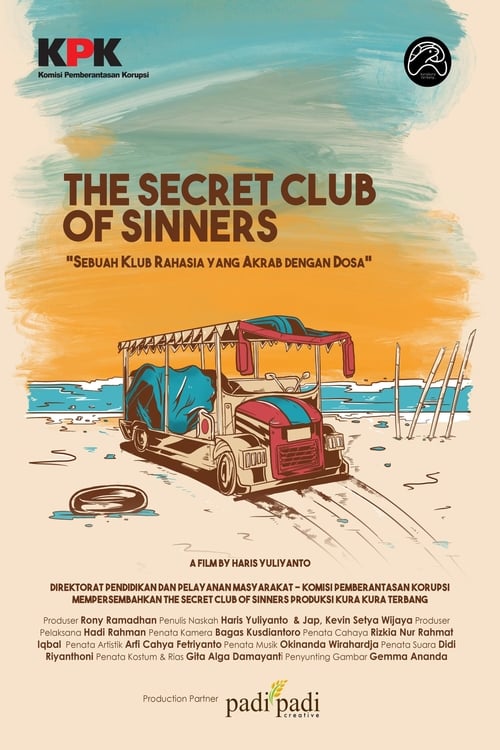 KPK
Komisi Pemberantasan Korupsi
THE SECRET CLUB
OF SINNERS
"SEBUAH KLUB RAHASIA YANG AKRAB DENGAN DOSA"
A FILM BY HARIS YULIYANTO
DIREKTORAT PENDIDIKAN DAN PELAYANAN MASYARAKAT – KOMISI PEMBERANTASAN KORUPSI
MEMPERSEMBAHKAN THE SECRET CLUB OF SINNERS PRODUKSI KURA KURA TERBANG
Produser Rony Ramadhan Penulis Naskah Haris Yuliyanto & Jap, Kevin Setya Wijaya Produser
Pelaksana Hadi Rahman Penata Kamera Bagas Kusdiantoro Penata Cahaya Rizkia Nur Rahmat
Iqbal Penata Artistik Arfi Cahya Fetriyanto Penata Musik Okinanda Wirahardja Penata Suara Didi
Riyanthoni Penata Kostum & Rias Gita Alga Damayanti Penyunting Gambar Gemma Ananda
Production Partner
padi padi
creative